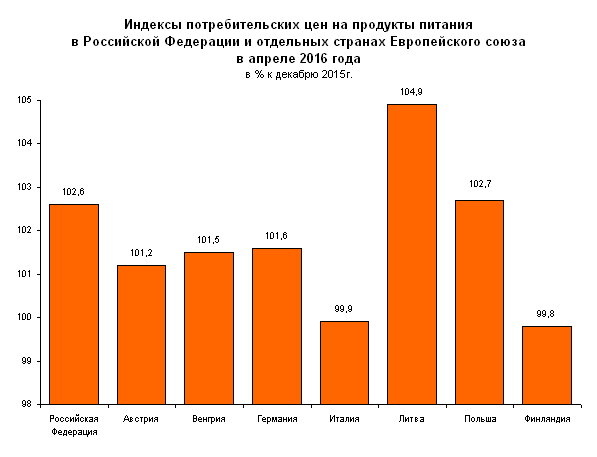 Индексы потребительских цен на продукты питания
в Российской Федерации и отдельных странах Европейского союза
в апреле 2016 года
в % к декабрю 2015г.
105
104
103
102
101
100
99
98
102,6
101,2
101,5
101,6
99,9
104,9
102,7
99,8
Российская Федерация
Австрия
Венгрия
Германия
Италия
Литва
Польша
Финляндия